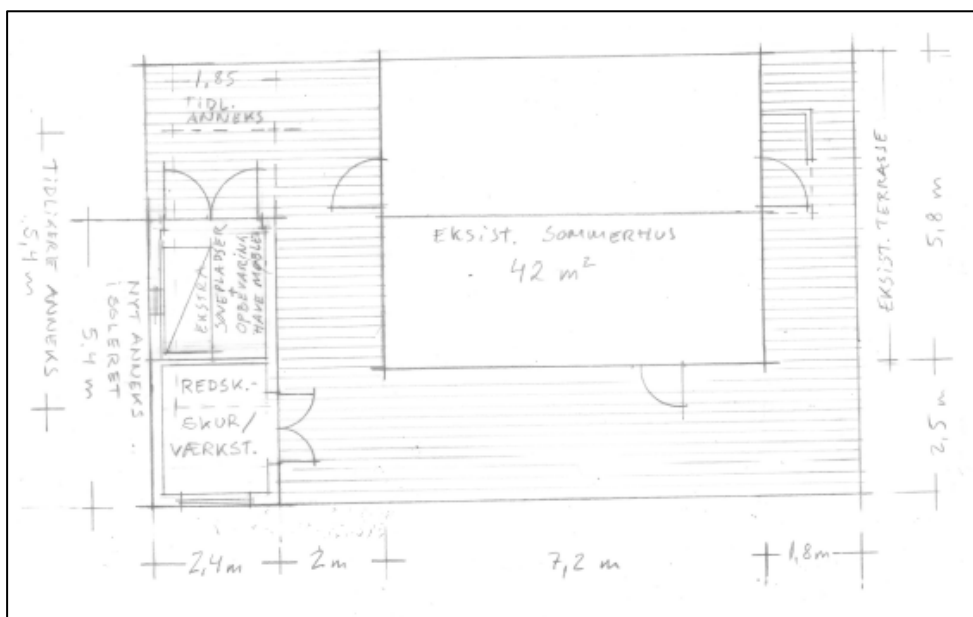 1,85
TIDL.
ANNEKS
TIDLIGERE ANNEKS
5,4 m
NYT ANNEKS
ISOLERET
5,4 m
EKSTRA
SOVEPLADSER
+
OPBEVARING
HAVE MØBLER
REDSK.-
SKUR/
VÆRKST.
EKSIST. SOMMERHUS
42 m²
EKSIST. TERRASSE
5,8 m
2,5 m
2,4 m
2 m
7,2 m
1,8 m